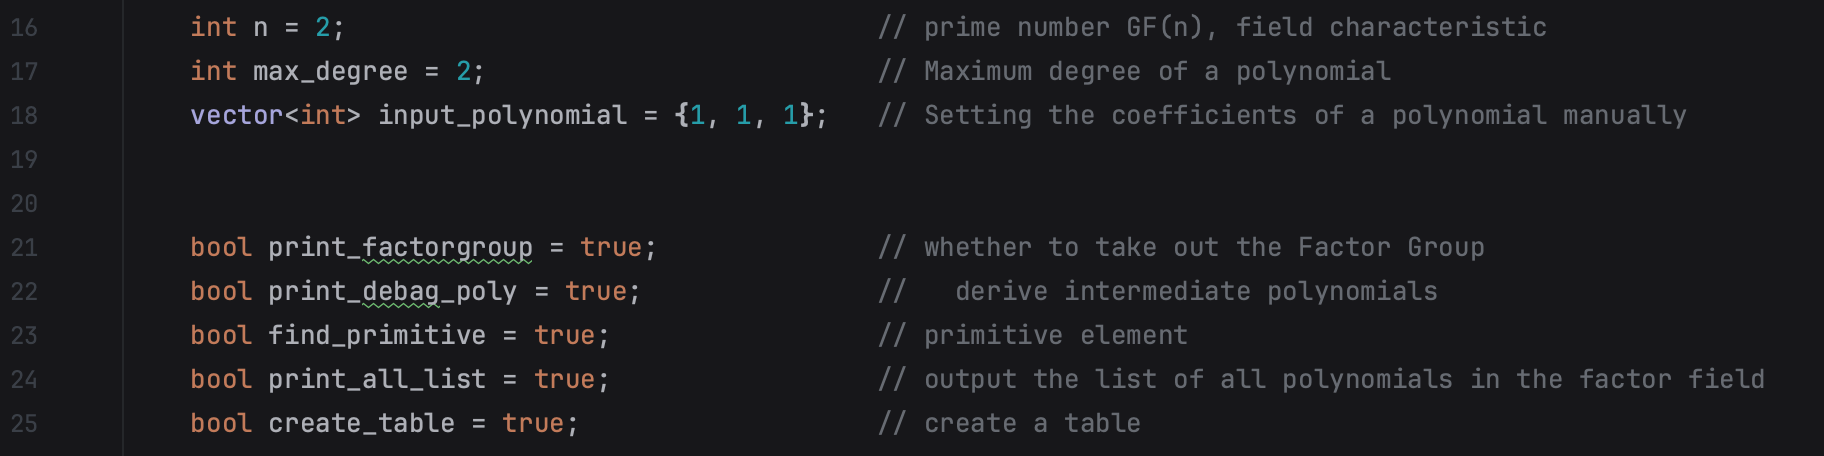 16 int n = 2; // prime number GF(n), field characteristic
17 int max_degree = 2; // Maximum degree of a polynomial
18 vector<int> input_polynomial = {1, 1, 1}; // Setting the coefficients of a polynomial manually
19
20
21 bool print_factorgroup = true; // whether to take out the Factor Group
22 bool print_debag_poly = true; //   derive intermediate polynomials
23 bool find_primitive = true; // primitive element
24 bool print_all_list = true; // output the list of all polynomials in the factor field
25 bool create_table = true; // create a table